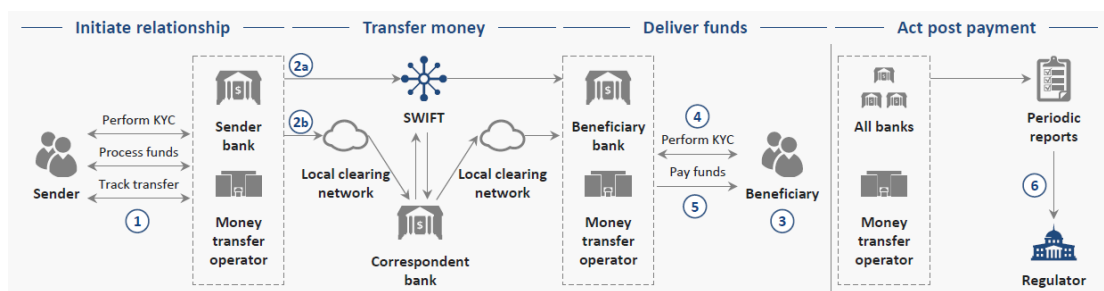 Initiate relationship
Transfer money
Deliver funds
Act post payment
Perform KYC
Process funds
Track transfer
Sender
1
Sender
bank
Money
transfer
operator
2a
2b
SWIFT
Local clearing
network
Local clearing
network
Correspondent
bank
Beneficiary
bank
Money
transfer
operator
4
Perform KYC
Pay funds
5
Beneficiary
3
All banks
Money
transfer
operator
Periodic
reports
6
Regulator